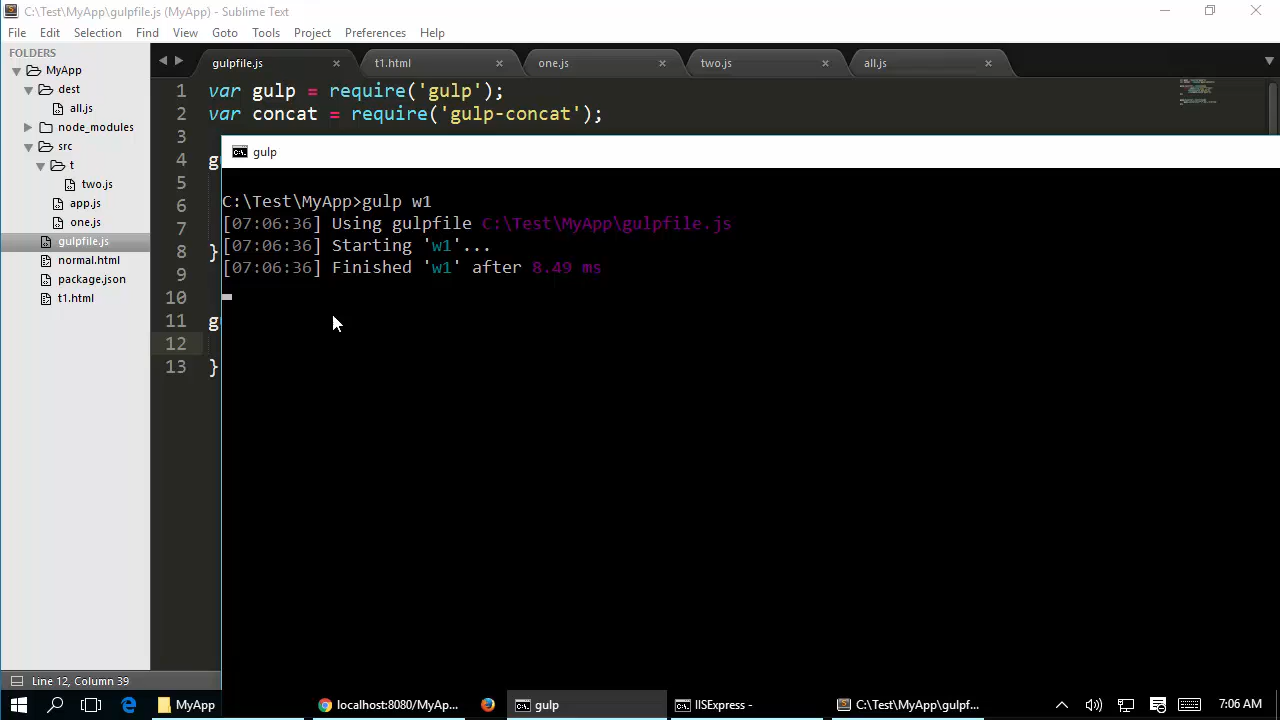 C:\Test\MyApp\gulpfile.js (MyApp) - Sublime Text
File Edit Selection Find View Goto Tools Project Preferences Help
FOLDERS
MyApp
dest
all.js
node_modules
src
t
two.js
app.js
one.js
gulpfile.js
normal.html
package.json
t1.html
gulpfile.js t1.html one.js two.js all.js
1 var gulp = require('gulp');
2 var concat = require('gulp-concat');
3
4 g
5
6
7
8 }
9
10
11 g
12
13 }
gulp
C:\Test\MyApp>gulp w1
[07:06:36] Using gulpfile C:\Test\MyApp\gulpfile.js
[07:06:36] Starting 'w1'...
[07:06:36] Finished 'w1' after 8.49 ms
Line 12, Column 39
MyApp localhost:8080/MyAp... gulp IISExpress - C:\Test\MyApp\gulpf... 7:06 AM